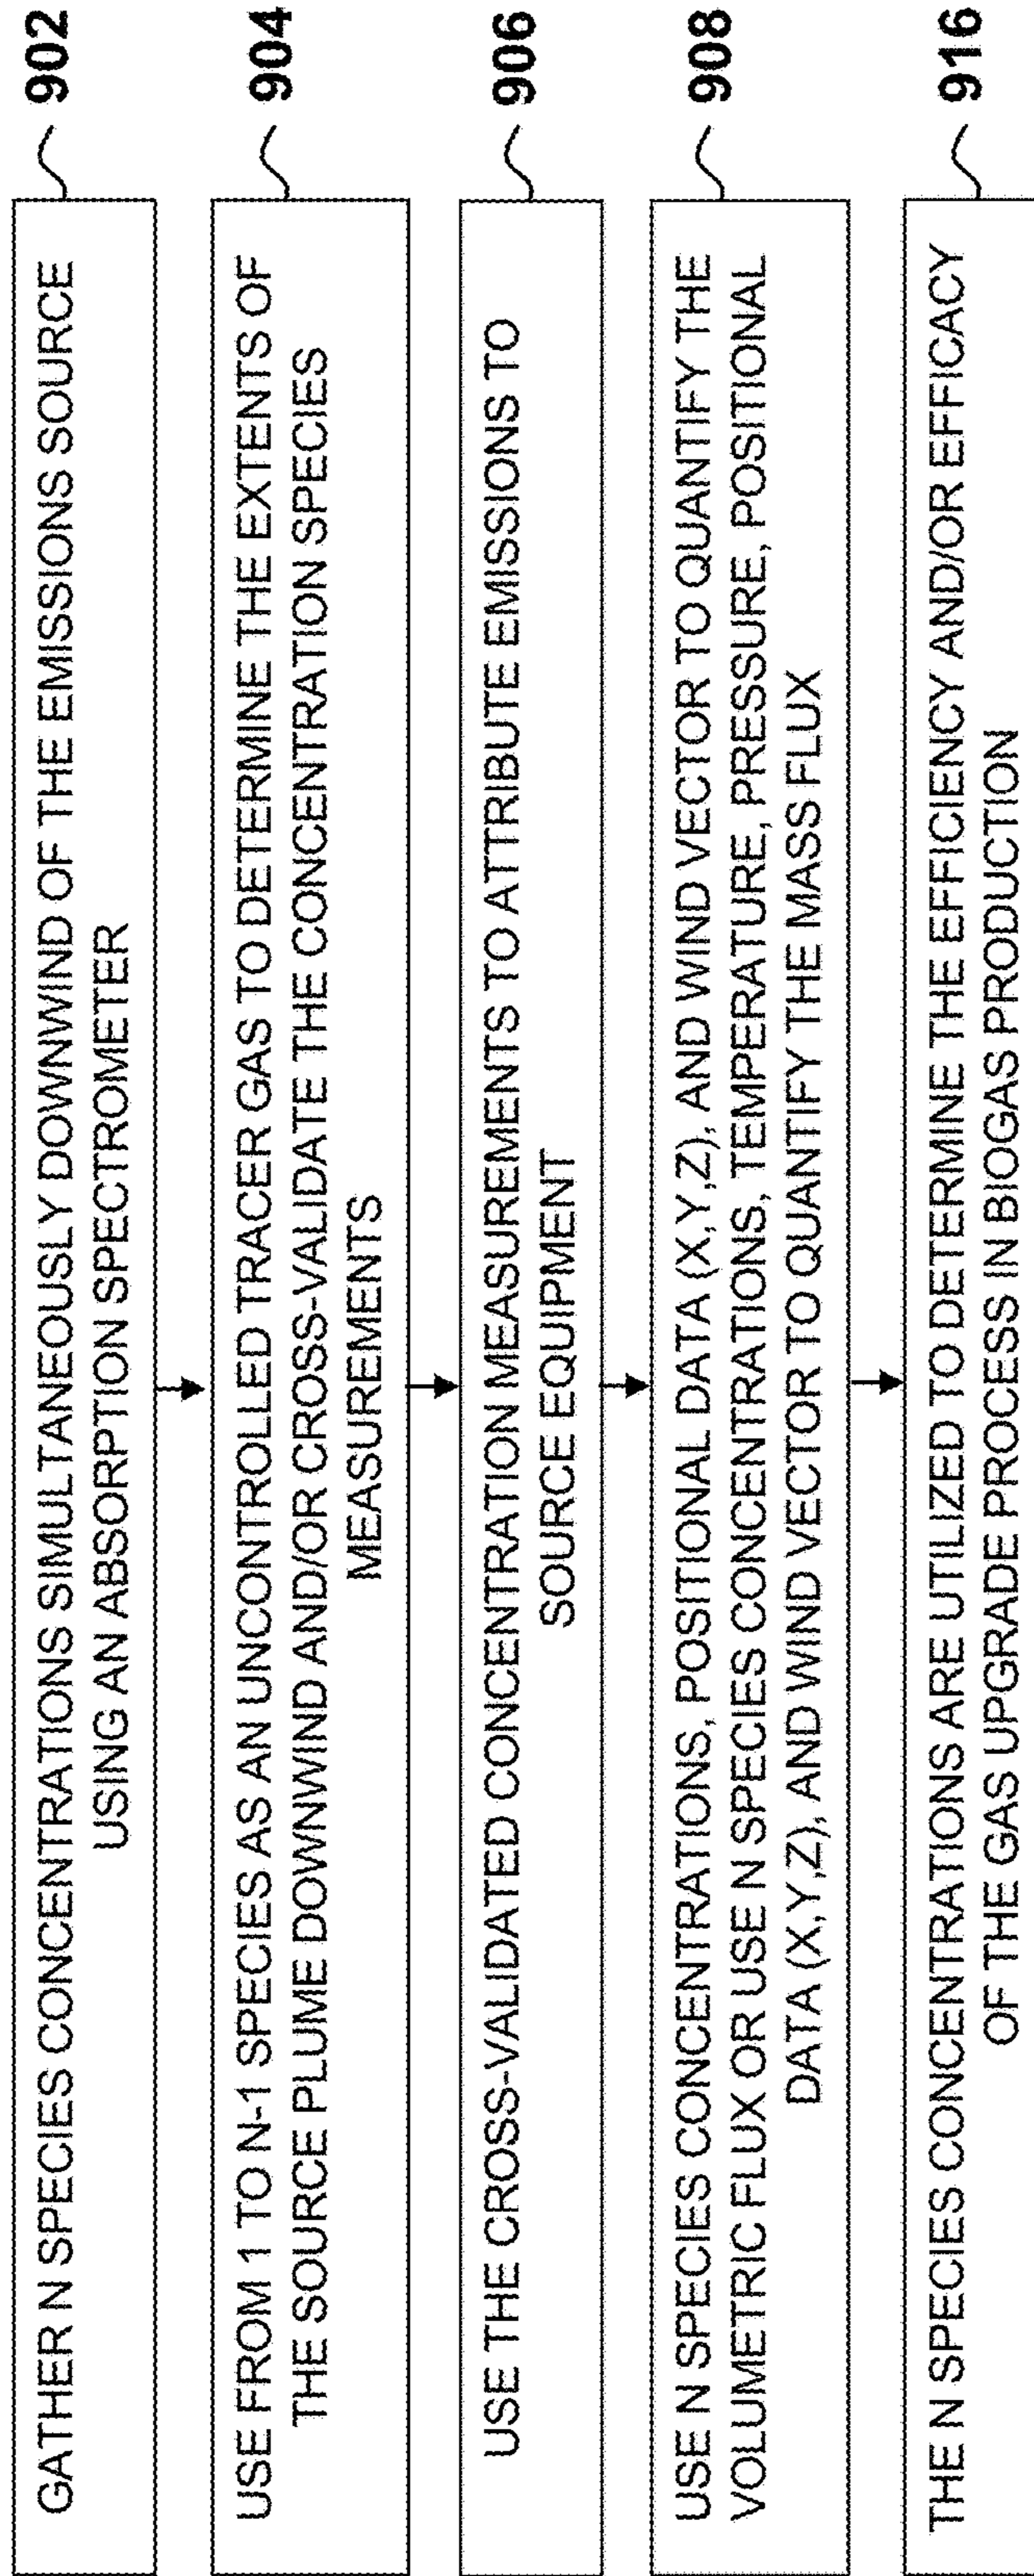 GATHER N SPECIES CONCENTRATIONS SIMULTANEOUSLY DOWNWIND OF THE EMISSIONS SOURCE
USING AN ABSORPTION SPECTROMETER
902
USE FROM 1 TO N-1 SPECIES AS AN UNCONTROLLED TRACER GAS TO DETERMINE THE EXTENTS OF
THE SOURCE PLUME DOWNWIND AND/OR CROSS-VALIDATE THE CONCENTRATION SPECIES
MEASUREMENTS
904
USE THE CROSS-VALIDATED CONCENTRATION MEASUREMENTS TO ATTRIBUTE EMISSIONS TO
SOURCE EQUIPMENT
906
USE N SPECIES CONCENTRATIONS, POSITIONAL DATA (X,Y,Z), AND WIND VECTOR TO QUANTIFY THE
VOLUMETRIC FLUX OR USE N SPECIES CONCENTRATIONS, TEMPERATURE, PRESSURE, POSITIONAL
DATA (X,Y,Z), AND WIND VECTOR TO QUANTIFY THE MASS FLUX
908
THE N SPECIES CONCENTRATIONS ARE UTILIZED TO DETERMINE THE EFFICIENCY AND/OR EFFICACY
OF THE GAS UPGRADE PROCESS IN BIOGAS PRODUCTION
916